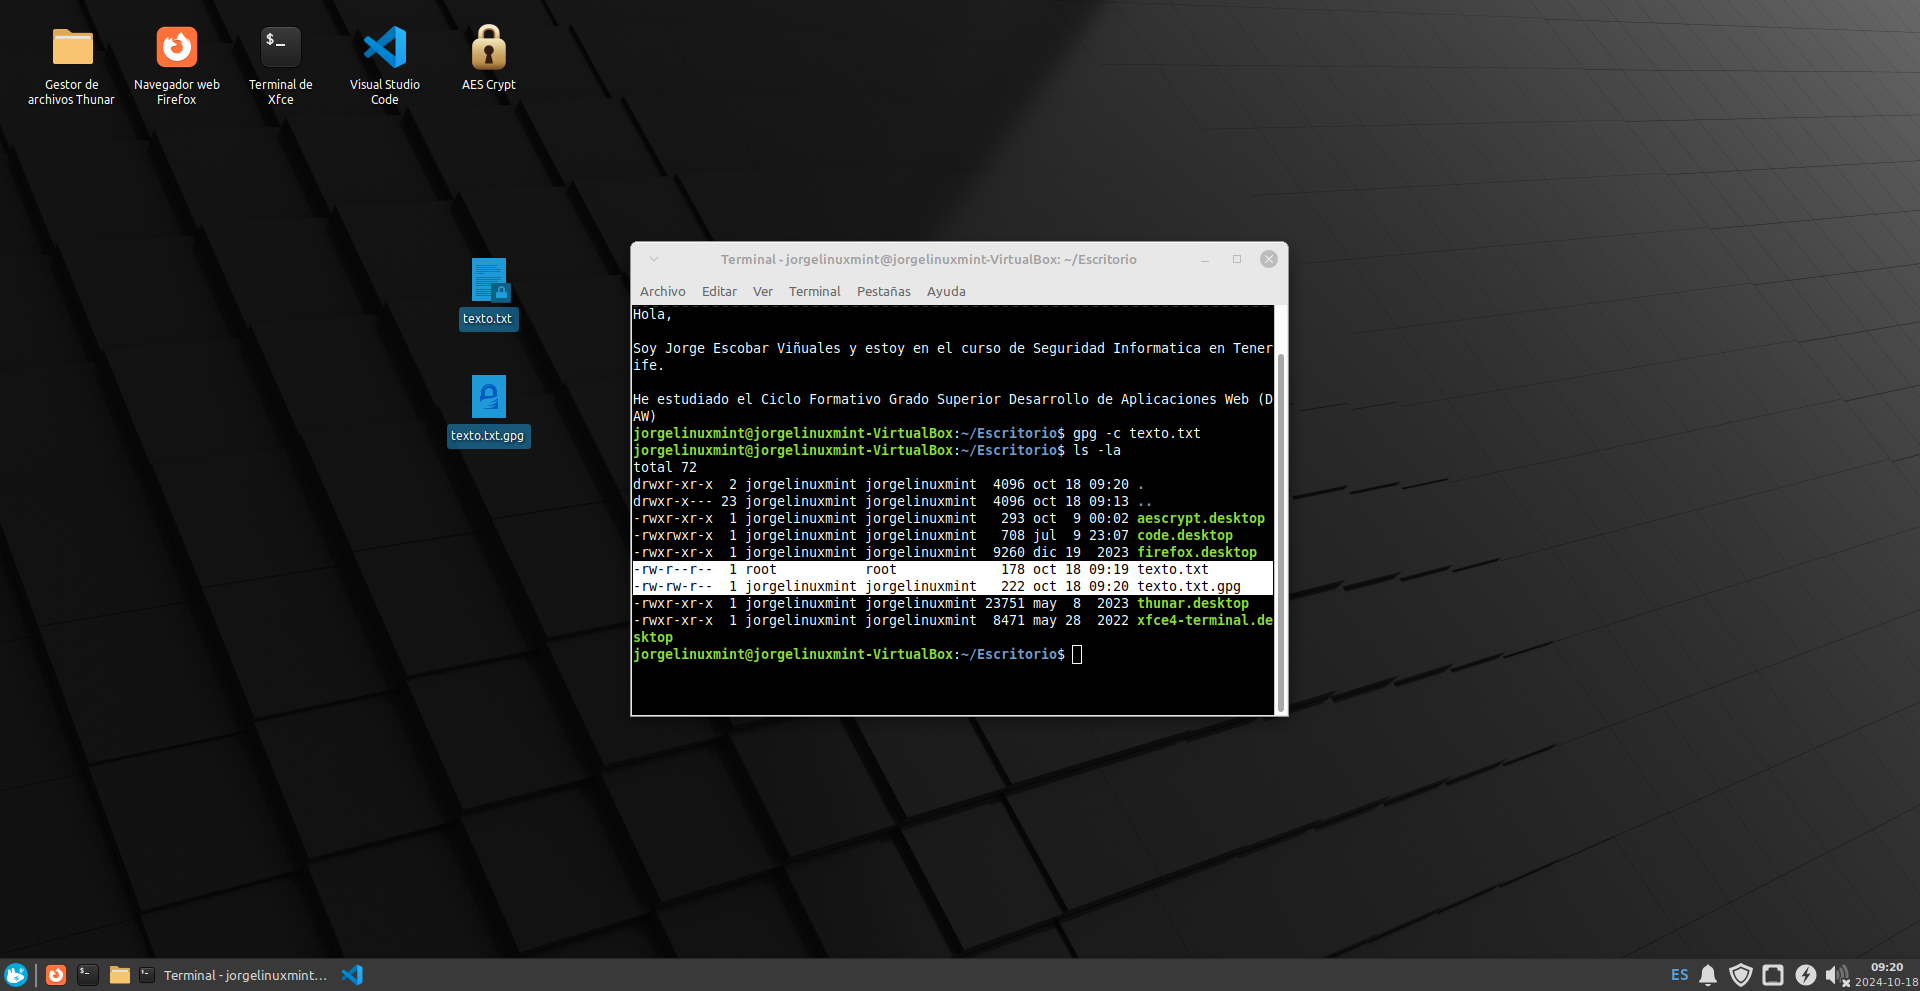 Gestor de
archivos Thunar
Navegador web
Firefox
$_
Terminal de
Xfce
Visual Studio
Code
AES Crypt
texto.txt
texto.txt.gpg
Terminal - jorgelinuxmint@jorgelinuxmint-VirtualBox: ~/Escritorio
Archivo Editar Ver Terminal Pestañas Ayuda
Hola,
Soy Jorge Escobar Viñuales y estoy en el curso de Seguridad Informatica en Tener
ife.
He estudiado el Ciclo Formativo Grado Superior Desarrollo de Aplicaciones Web (D
AW)
jorgelinuxmint@jorgelinuxmint-VirtualBox:~/Escritorio$ gpg -c texto.txt
jorgelinuxmint@jorgelinuxmint-VirtualBox:~/Escritorio$ ls -la
total 72
drwxr-xr-x  2 jorgelinuxmint jorgelinuxmint  4096 oct 18 09:20 .
drwxr-x--- 23 jorgelinuxmint jorgelinuxmint  4096 oct 18 09:13 ..
-rwxr-xr-x  1 jorgelinuxmint jorgelinuxmint   293 oct  9 00:02 aescrypt.desktop
-rwxrwxr-x  1 jorgelinuxmint jorgelinuxmint   708 jul  9 23:07 code.desktop
-rwxr-xr-x  1 jorgelinuxmint jorgelinuxmint  9260 dic 19  2023 firefox.desktop
-rw-r--r--  1 root           root             178 oct 18 09:19 texto.txt
-rw-rw-r--  1 jorgelinuxmint jorgelinuxmint   222 oct 18 09:20 texto.txt.gpg
-rwxr-xr-x  1 jorgelinuxmint jorgelinuxmint 23751 may  8  2023 thunar.desktop
-rwxr-xr-x  1 jorgelinuxmint jorgelinuxmint  8471 may 28  2022 xfce4-terminal.de
sktop
jorgelinuxmint@jorgelinuxmint-VirtualBox:~/Escritorio$
Terminal - jorgelinuxmint...
ES
09:20
2024-10-18